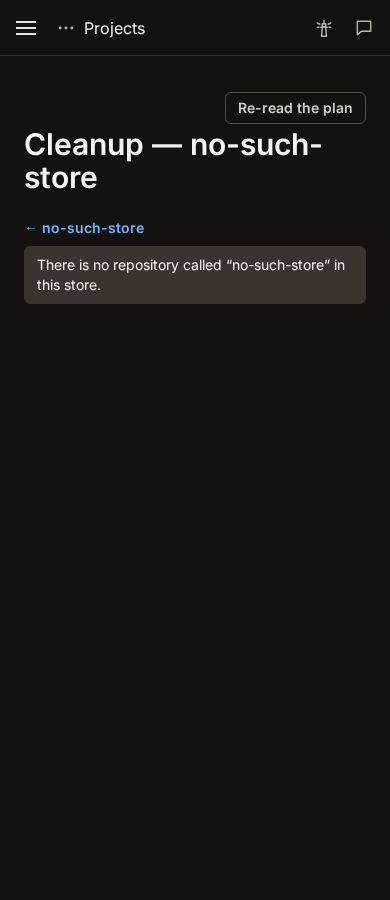 Projects
Re-read the plan
Cleanup — no-such-
store
← no-such-store
There is no repository called “no-such-store” in
this store.